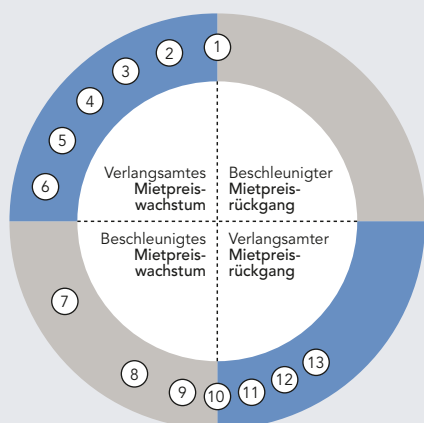 1
2
3
4
5
6
Verlangsamtes
Mietpreis-
wachstum
Beschleunigter
Mietpreis-
rückgang
Beschleunigtes
Mietpreis-
wachstum
Verlangsamter
Mietpreis-
rückgang
7
8
9
10
11
12
13